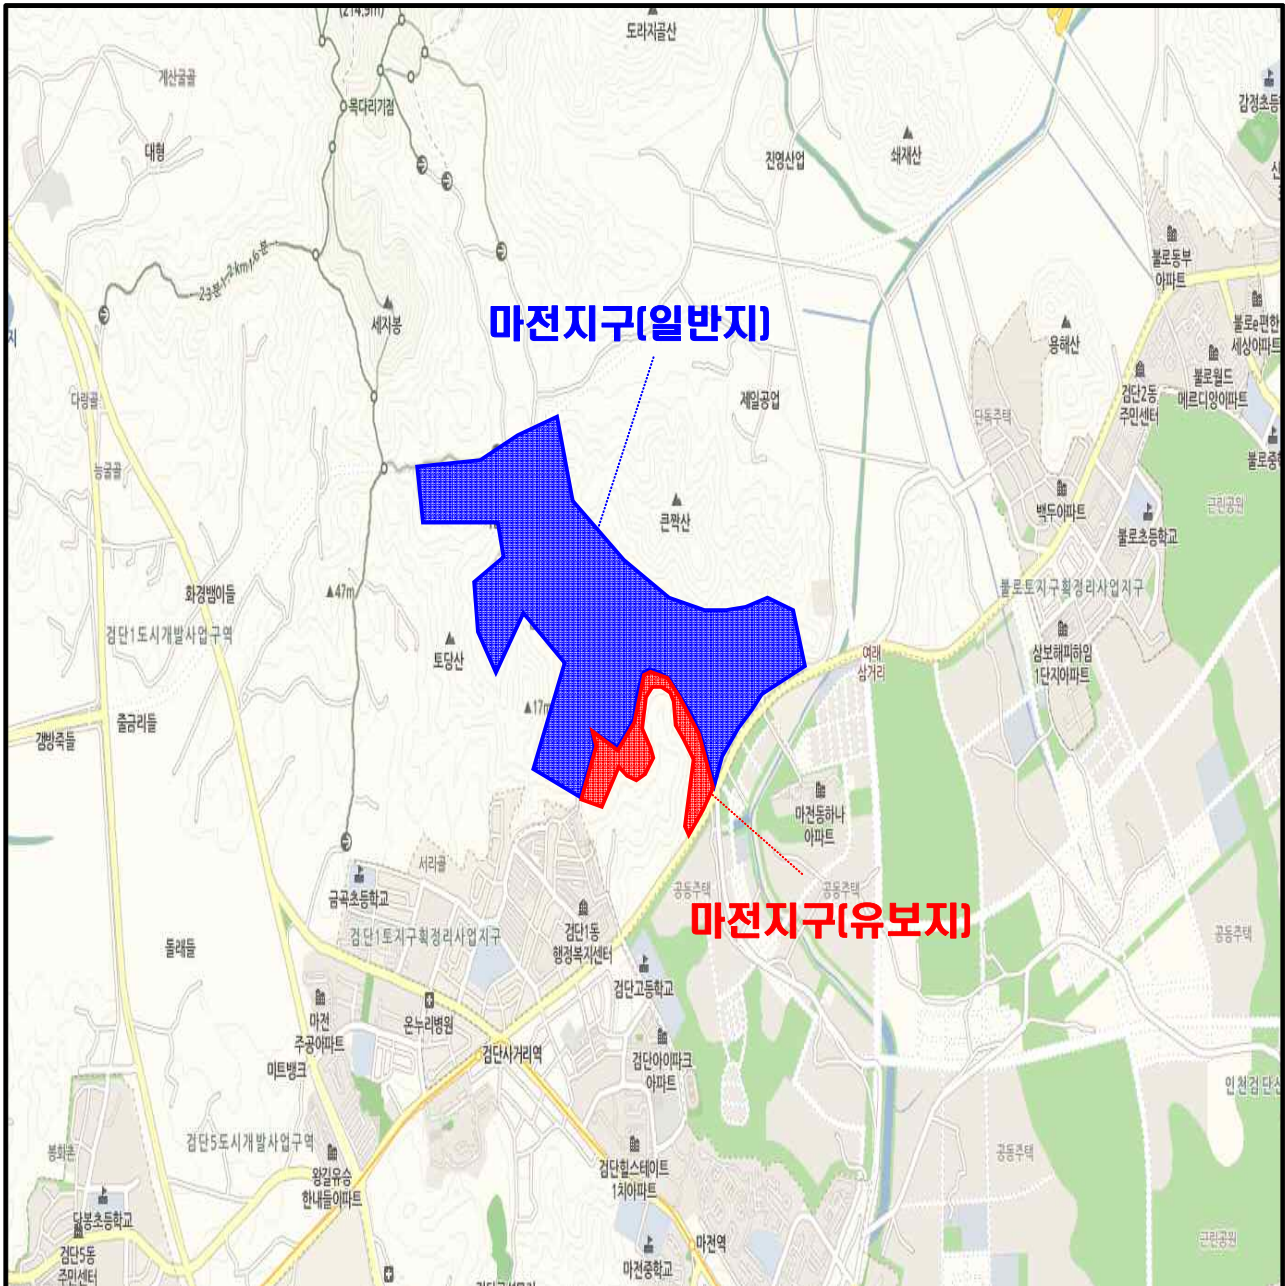 (214.9m)
도라지골산
계산굴골
감정초등
목다리기점
대형
진영산업
쇄재산
불로동부
아파트
23분1.2km1.6분
세지봉
마전지구(일반지)
불로e편한
세상아파트
용해산
불로월드
메르디앙아파트
검단2동
주민센터
지
다랑골
제일공업
단독주택
불로중
능굴골
큰짝산
백두아파트
근린공원
불로초등학교
화경뱀이들
▲47m
불로토지구획정리사업지구
검단1도시개발사업구역
토당산
여래
삼거리
삼보해피하임
1단지아파트
▲17m
줄금리들
갬방죽들
마전동하나
아파트
서리골
금곡초등학교
공동주택
공동주택
마전지구(유보지)
검단1토지구획정리사업지구
검단1동
행정복지센터
공동주택
돌래들
검단고등학교
마전
주공아파트
온누리병원
검단사거리역
검단아이파크
아파트
미트뱅크
인천검단신
검단5도시개발사업구역
봉화촌
공동주택
왕길유승
한내들아파트
검단힐스테이트
1차아파트
당봉초등학교
마전역
근린공원
검단5동
주민센터
마전중학교